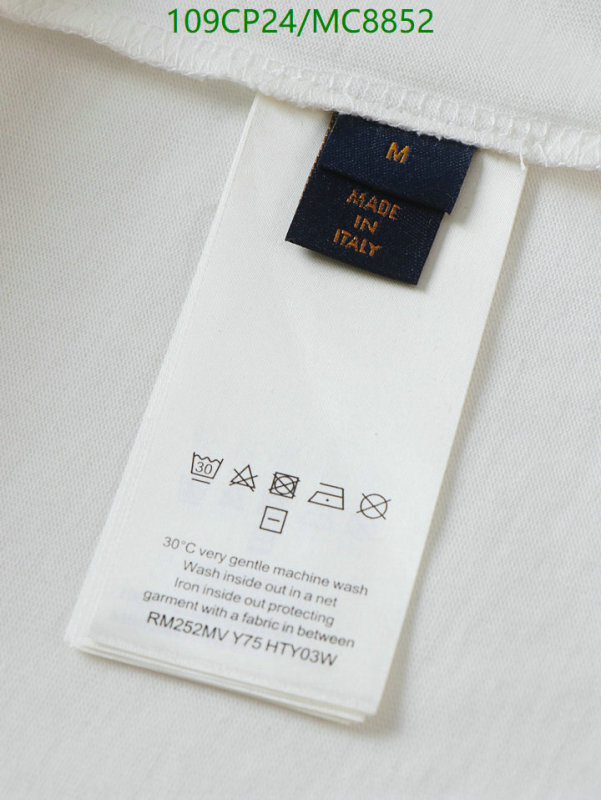 109CP24/MC8852
M
MADE
IN
ITALY
30
30°C very gentle machine wash
Wash inside out in a net
Iron inside out protecting
garment with a fabric in between
RM252MV Y75 HTY03W